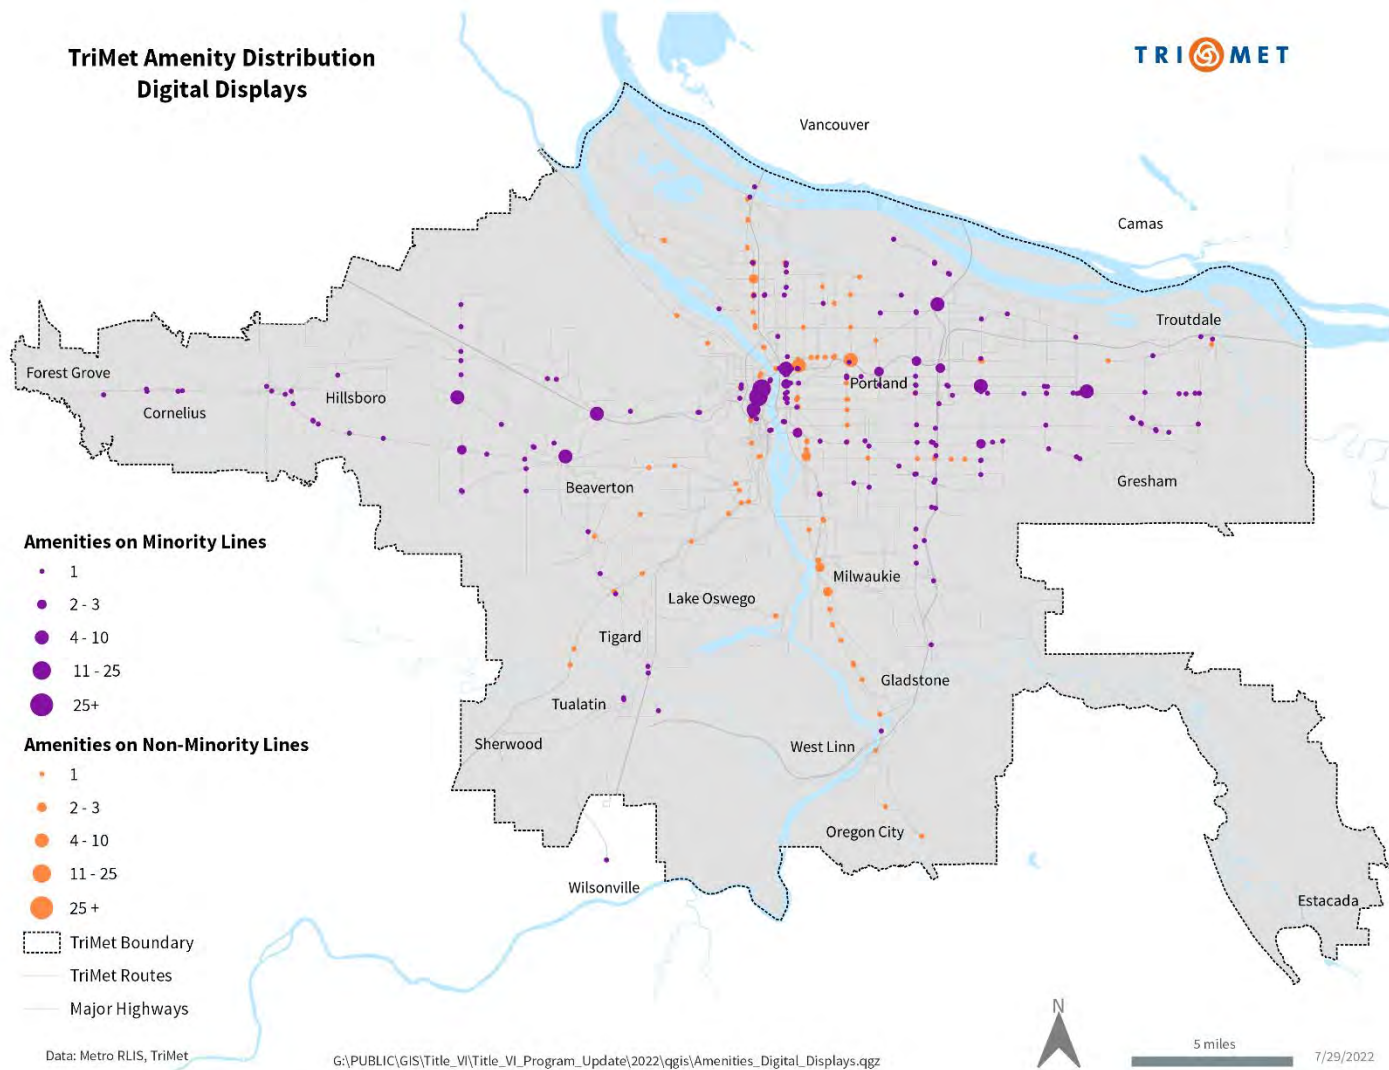 TriMet Amenity Distribution
Digital Displays
TRI MET
Vancouver
Camas
Troutdale
Forest Grove
Cornelius
Hillsboro
Portland
Beaverton
Gresham
Amenities on Minority Lines
1
2 - 3
4 - 10
11 - 25
25+
Milwaukie
Lake Oswego
Tigard
Gladstone
Tualatin
Sherwood
West Linn
Oregon City
Wilsonville
Estacada
Amenities on Non-Minority Lines
1
2 - 3
4 - 10
11 - 25
25 +
TriMet Boundary
TriMet Routes
Major Highways
Data: Metro RLIS, TriMet
G:\PUBLIC\GIS\Title_VI\Title_VI_Program_Update\2022\qgis\Amenities_Digital_Displays.qgz
N
5 miles
7/29/2022